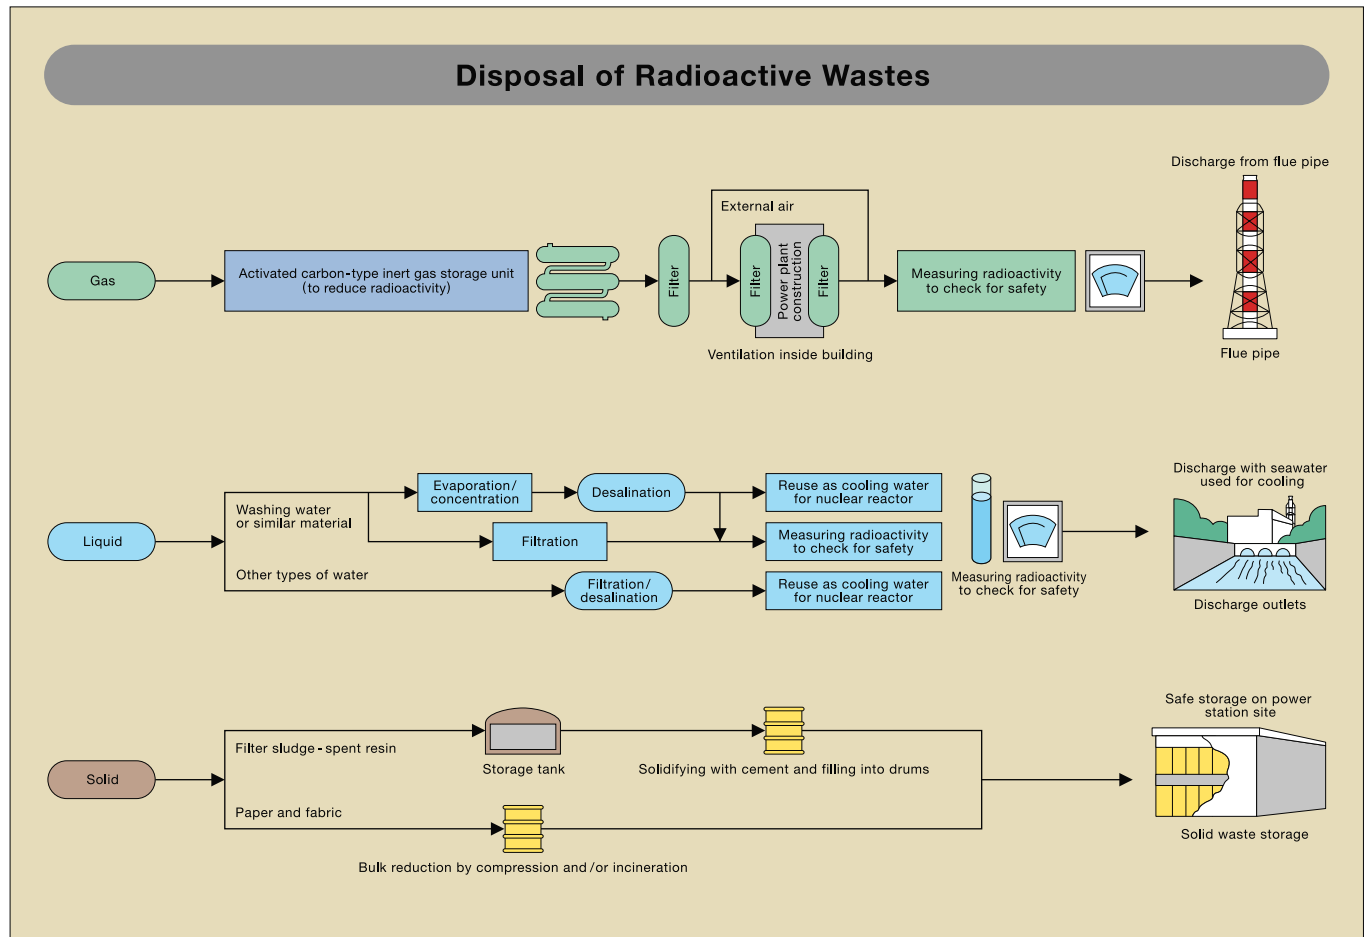 Disposal of Radioactive Wastes
Discharge from flue pipe
External air
Gas
Activated carbon-type inert gas storage unit
(to reduce radioactivity)
Filter
Filter
Power plant
construction
Filter
Measuring radioactivity
to check for safety
Ventilation inside building
Flue pipe
Liquid
Washing water
or similar material
Evaporation/
concentration
Desalination
Reuse as cooling water
for nuclear reactor
Filtration
Measuring radioactivity
to check for safety
Other types of water
Filtration/
desalination
Reuse as cooling water
for nuclear reactor
Measuring radioactivity
to check for safety
Discharge with seawater
used for cooling
Discharge outlets
Solid
Filter sludge - spent resin
Storage tank
Solidifying with cement and filling into drums
Paper and fabric
Bulk reduction by compression and /or incineration
Safe storage on power
station site
Solid waste storage